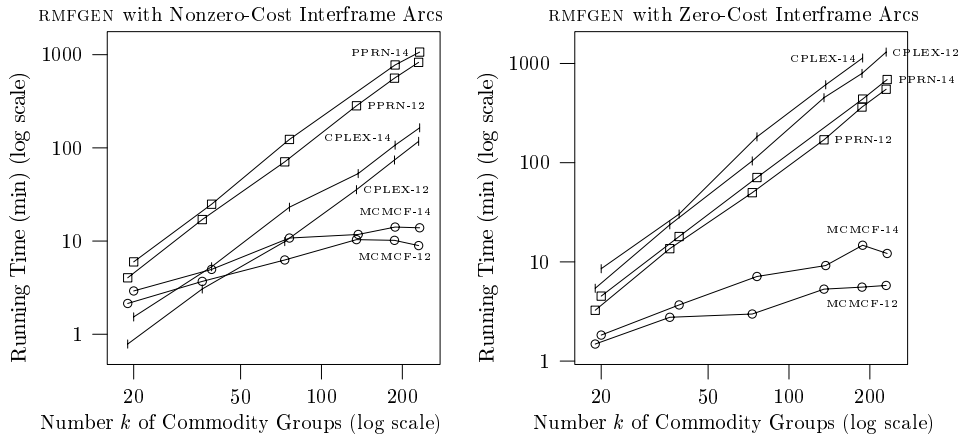 RMFGEN with Nonzero-Cost Interframe Arcs
Running Time (min) (log scale)
1000
100
10
1
PPRN-14
PPRN-12
CPLEX-14
CPLEX-12
MCMCF-14
MCMCF-12
20 50 100 200
Number k of Commodity Groups (log scale)
RMFGEN with Zero-Cost Interframe Arcs
Running Time (min) (log scale)
1000
100
10
1
CPLEX-14
CPLEX-12
PPRN-14
PPRN-12
MCMCF-14
MCMCF-12
20 50 100 200
Number k of Commodity Groups (log scale)